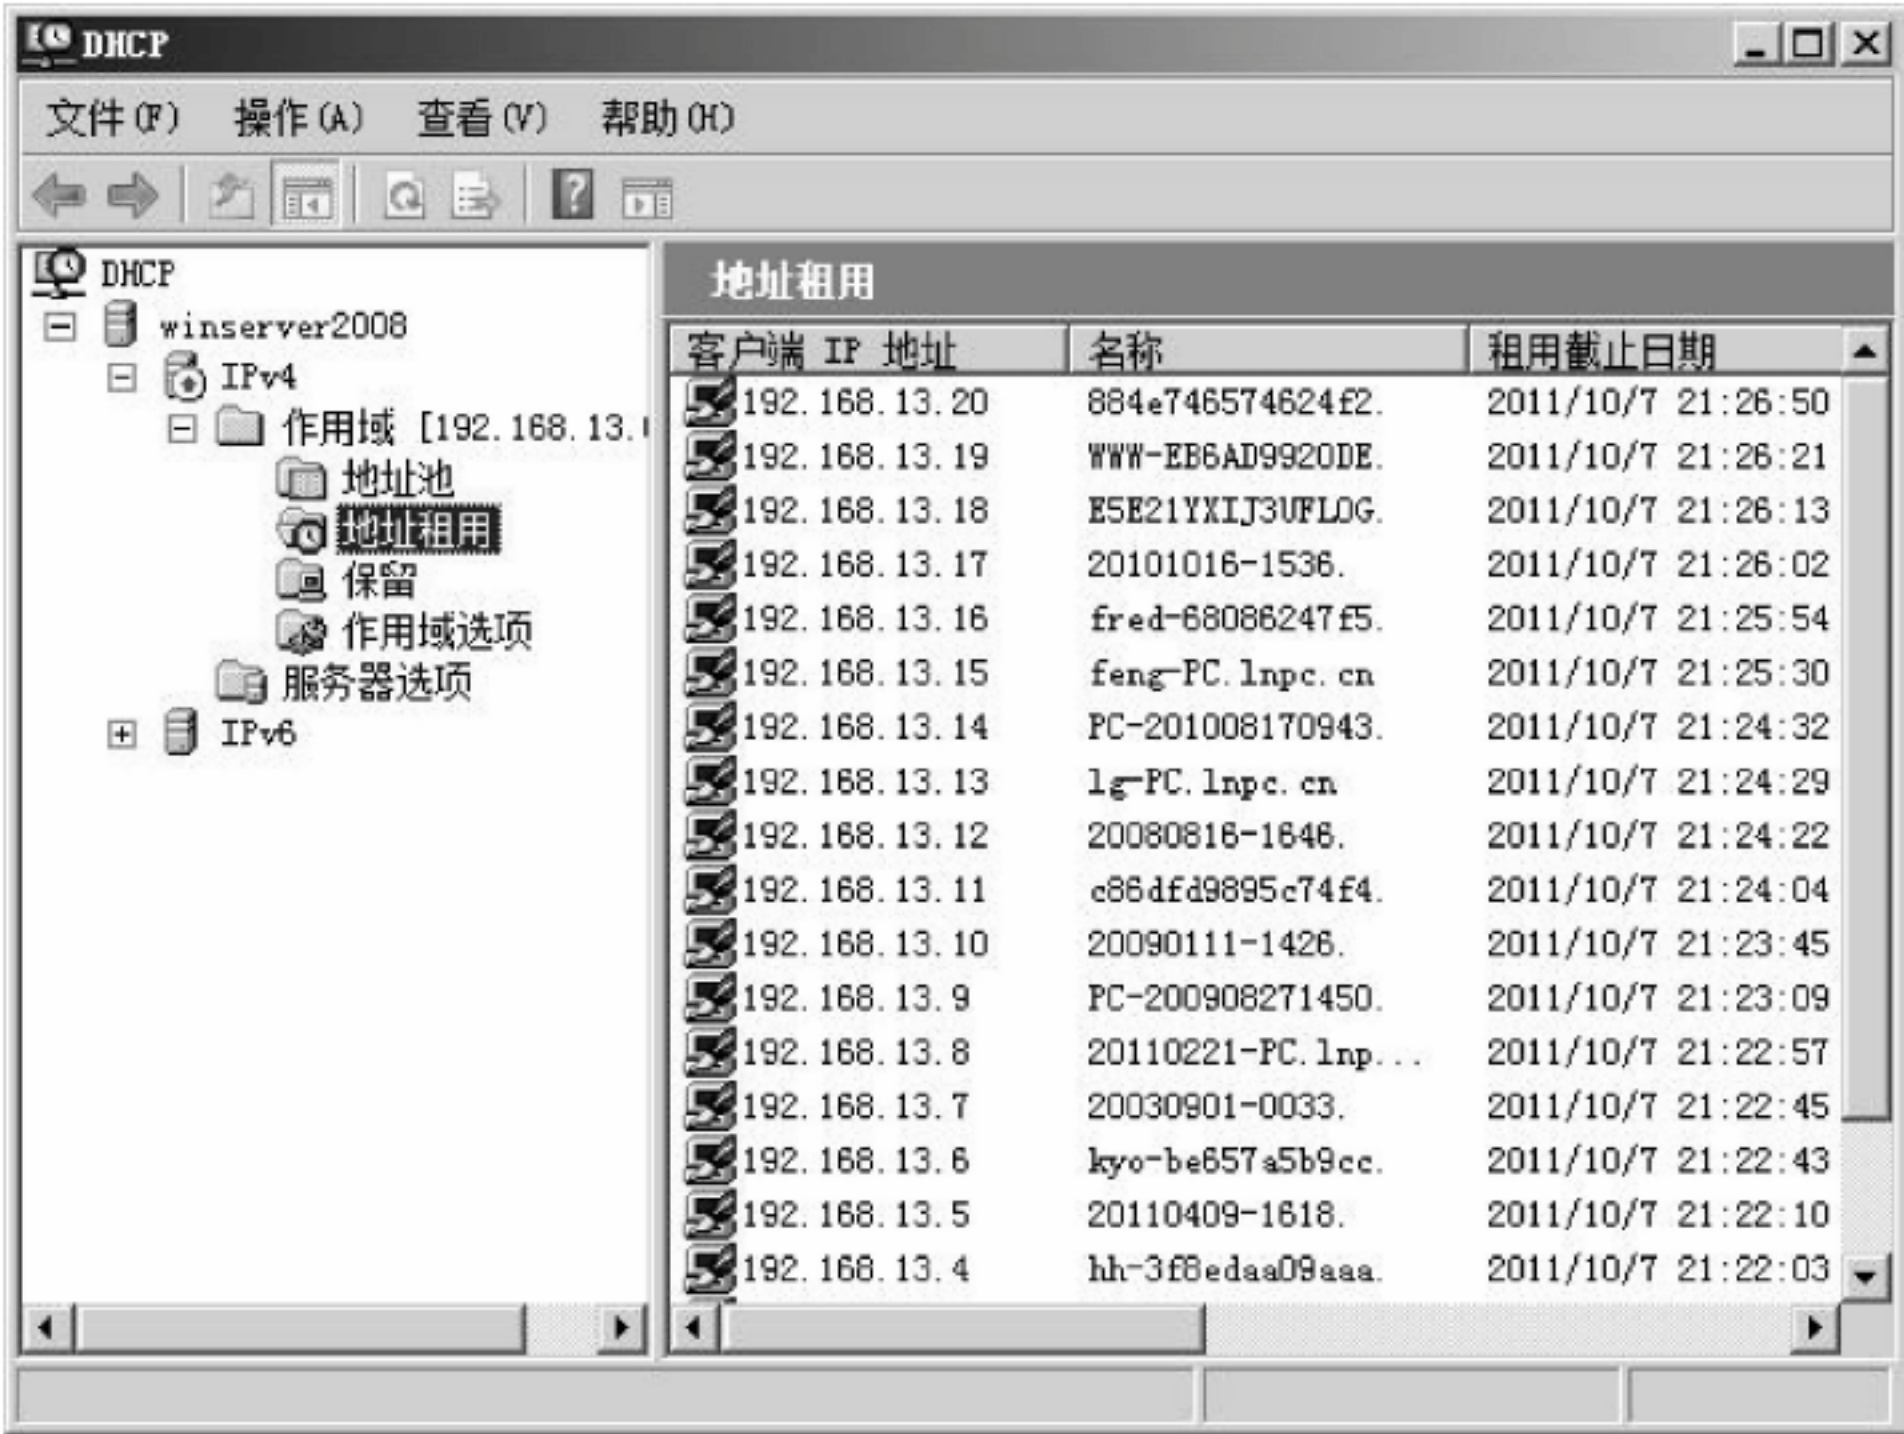 DHCP
文件(F) 操作(A) 查看(V) 帮助(H)
DHCP
winserver2008
IPv4
作用域 [192.168.13.
地址池
地址租用
保留
作用域选项
服务器选项
IPv6
地址租用
客户端 IP 地址 名称 租用截止日期
192.168.13.20 884e746574624f2. 2011/10/7 21:26:50
192.168.13.19 WWW-EB6AD9920DE. 2011/10/7 21:26:21
192.168.13.18 E5E21YXIJ3UFLOG. 2011/10/7 21:26:13
192.168.13.17 20101016-1536. 2011/10/7 21:26:02
192.168.13.16 fred-68086247f5. 2011/10/7 21:25:54
192.168.13.15 feng-PC.lnpc.cn 2011/10/7 21:25:30
192.168.13.14 PC-201008170943. 2011/10/7 21:24:32
192.168.13.13 lg-PC.lnpc.cn 2011/10/7 21:24:29
192.168.13.12 20080816-1646. 2011/10/7 21:24:22
192.168.13.11 c86dfd9895c74f4. 2011/10/7 21:24:04
192.168.13.10 20090111-1426. 2011/10/7 21:23:45
192.168.13.9 PC-200908271450. 2011/10/7 21:23:09
192.168.13.8 20110221-PC.lnp... 2011/10/7 21:22:57
192.168.13.7 20030901-0033. 2011/10/7 21:22:45
192.168.13.6 kyo-be657a5b9cc. 2011/10/7 21:22:43
192.168.13.5 20110409-1618. 2011/10/7 21:22:10
192.168.13.4 hh-3f8edaa09aaa. 2011/10/7 21:22:03